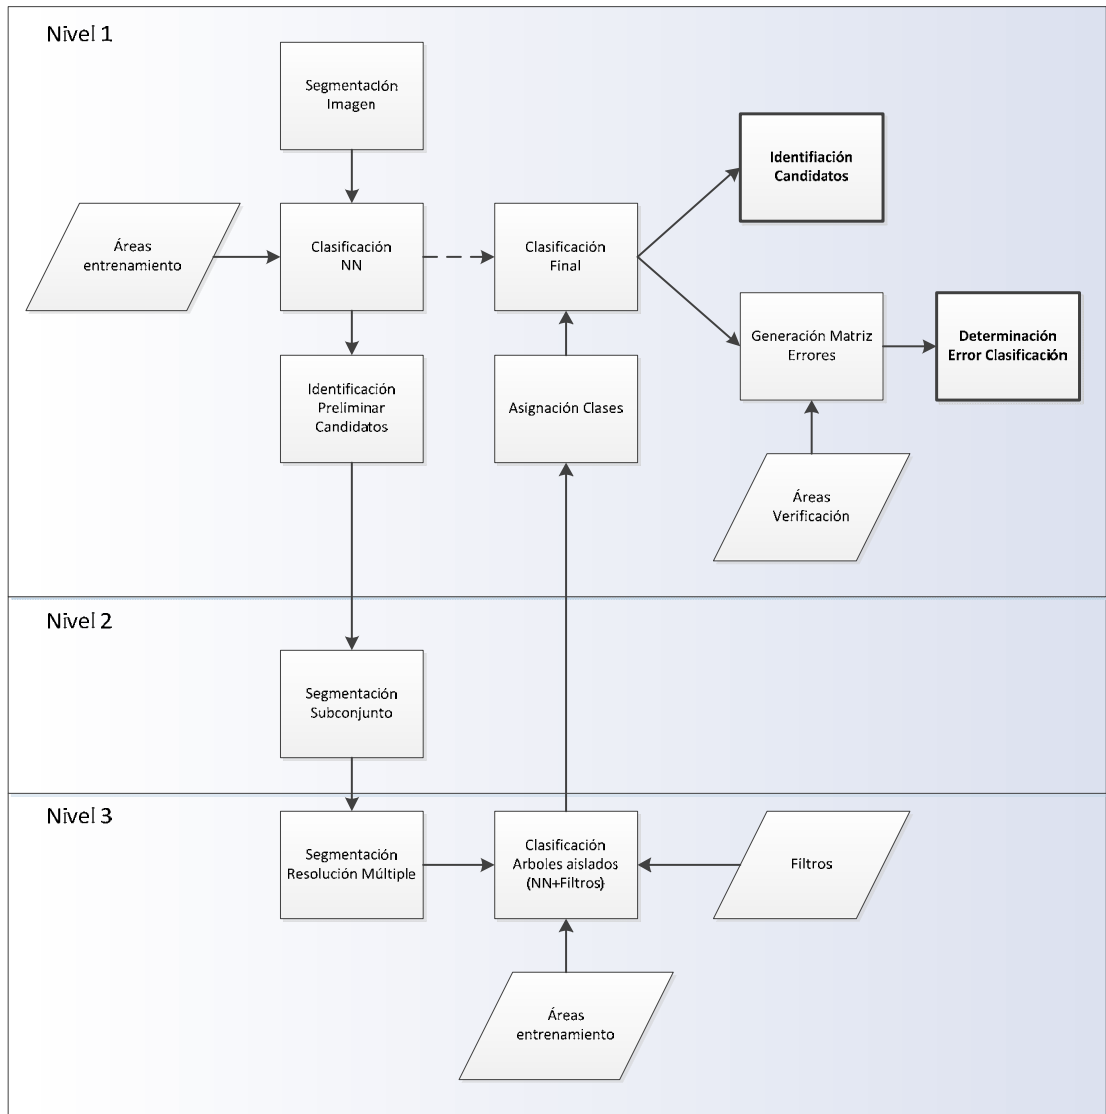 Nivel 1
Segmentación
Imagen
Identifiación
Candidatos
Áreas
entrenamiento
Clasificación
NN
Clasificación
Final
Generación Matriz
Errores
Determinación
Error Clasificación
Identificación
Preliminar
Candidatos
Asignación Clases
Áreas
Verificación
Nivel 2
Segmentación
Subconjunto
Nivel 3
Segmentación
Resolución Múltiple
Clasificación
Arboles aislados
(NN+Filtros)
Filtros
Áreas
entrenamiento